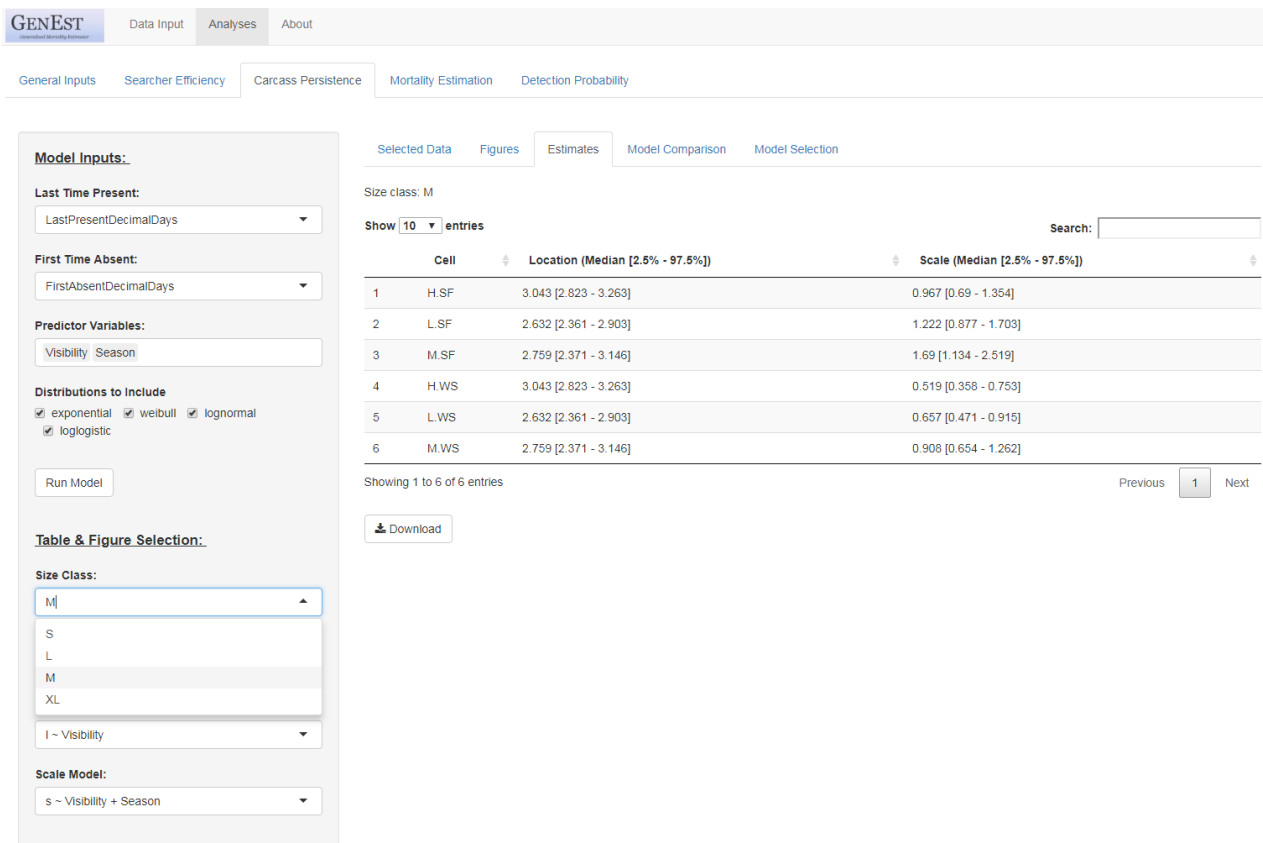 GENEST Data Input Analyses About
Generalized Mortality Estimator
General Inputs Searcher Efficiency Carcass Persistence Mortality Estimation Detection Probability
Model Inputs:
Last Time Present:
LastPresentDecimalDays
First Time Absent:
FirstAbsentDecimalDays
Predictor Variables:
Visibility Season
Distributions to Include
exponential weibull lognormal
loglogistic
Run Model
Table & Figure Selection:
Size Class:
M
S
L
M
XL
l ~ Visibility
Scale Model:
s ~ Visibility + Season
Selected Data Figures Estimates Model Comparison Model Selection
Size class: M
Show 10 entries Search:
Cell Location (Median [2.5% - 97.5%]) Scale (Median [2.5% - 97.5%])
1 H.SF 3.043 [2.823 - 3.263] 0.967 [0.69 - 1.354]
2 L.SF 2.632 [2.361 - 2.903] 1.222 [0.877 - 1.703]
3 M.SF 2.759 [2.371 - 3.146] 1.69 [1.134 - 2.519]
4 H.WS 3.043 [2.823 - 3.263] 0.519 [0.358 - 0.753]
5 L.WS 2.632 [2.361 - 2.903] 0.657 [0.471 - 0.915]
6 M.WS 2.759 [2.371 - 3.146] 0.908 [0.654 - 1.262]
Showing 1 to 6 of 6 entries Previous 1 Next
Download